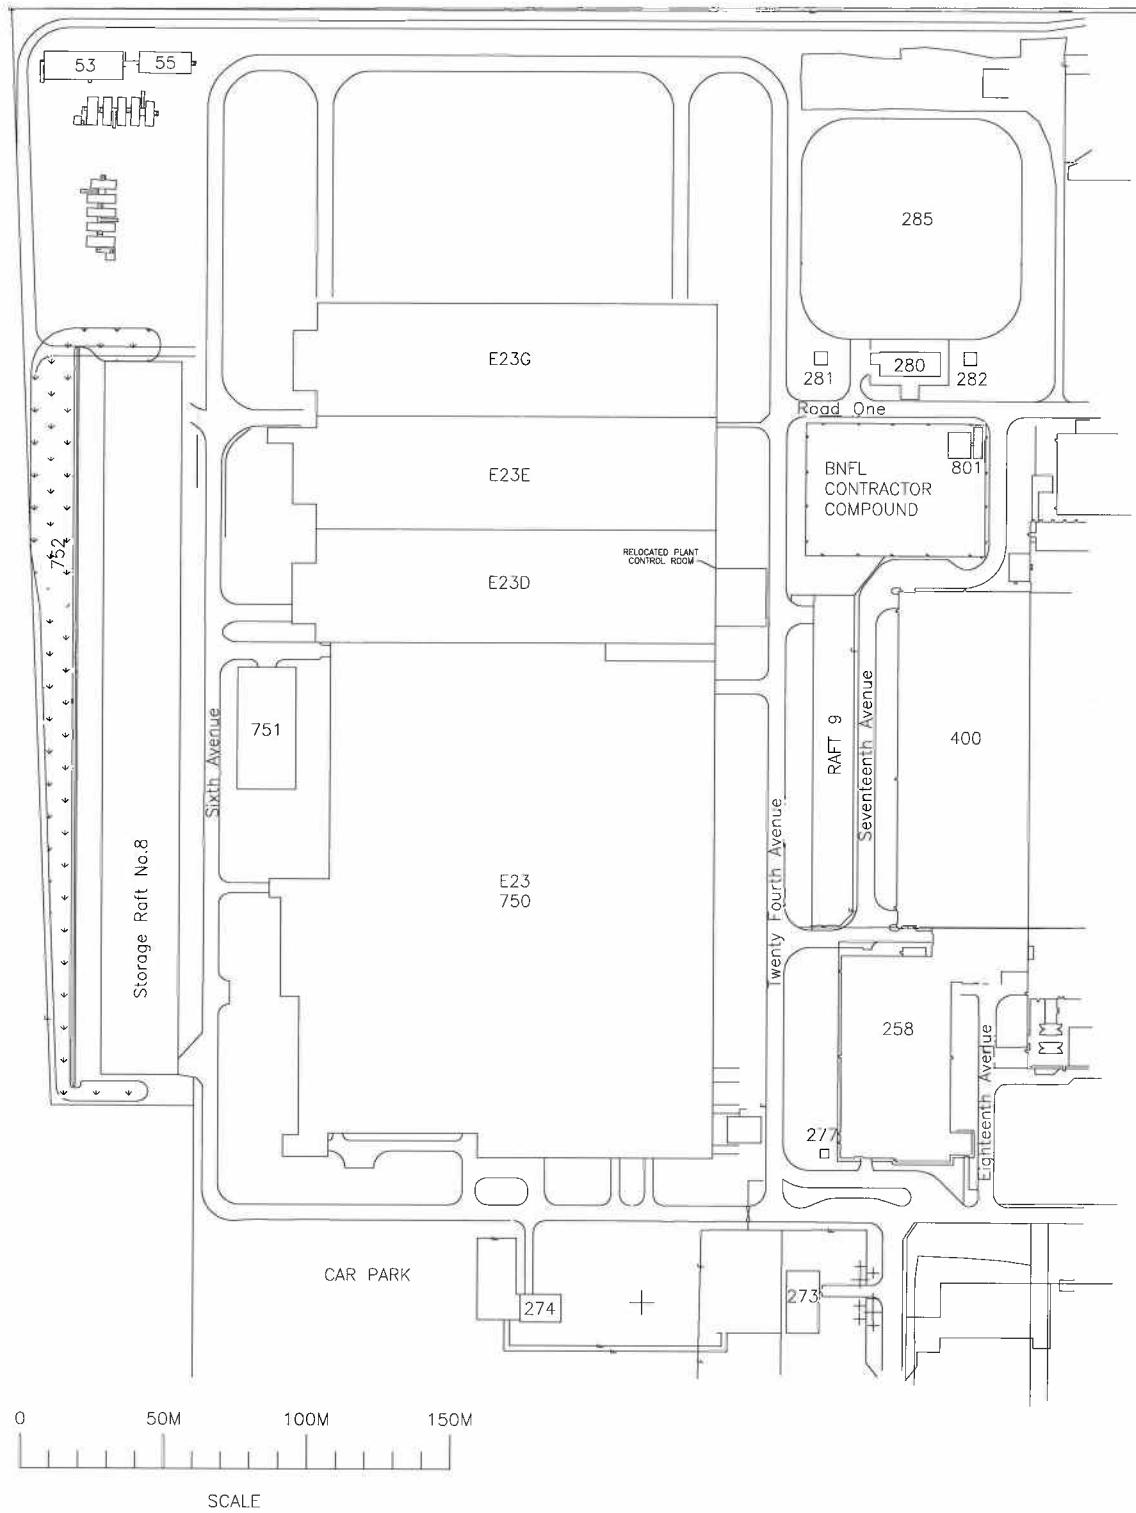 53
55
285
E23G
281
280
282
Road One
E23E
BNFL
CONTRACTOR
COMPOUND
801
752
RELOCATED PLANT
CONTROL ROOM
E23D
751
Sixth Avenue
RAFT 9
Seventeenth Avenue
400
Storage Raft No.8
E23
750
Twenty Fourth Avenue
258
Eighteenth Avenue
277
CAR PARK
274
273
0
50M
100M
150M
SCALE